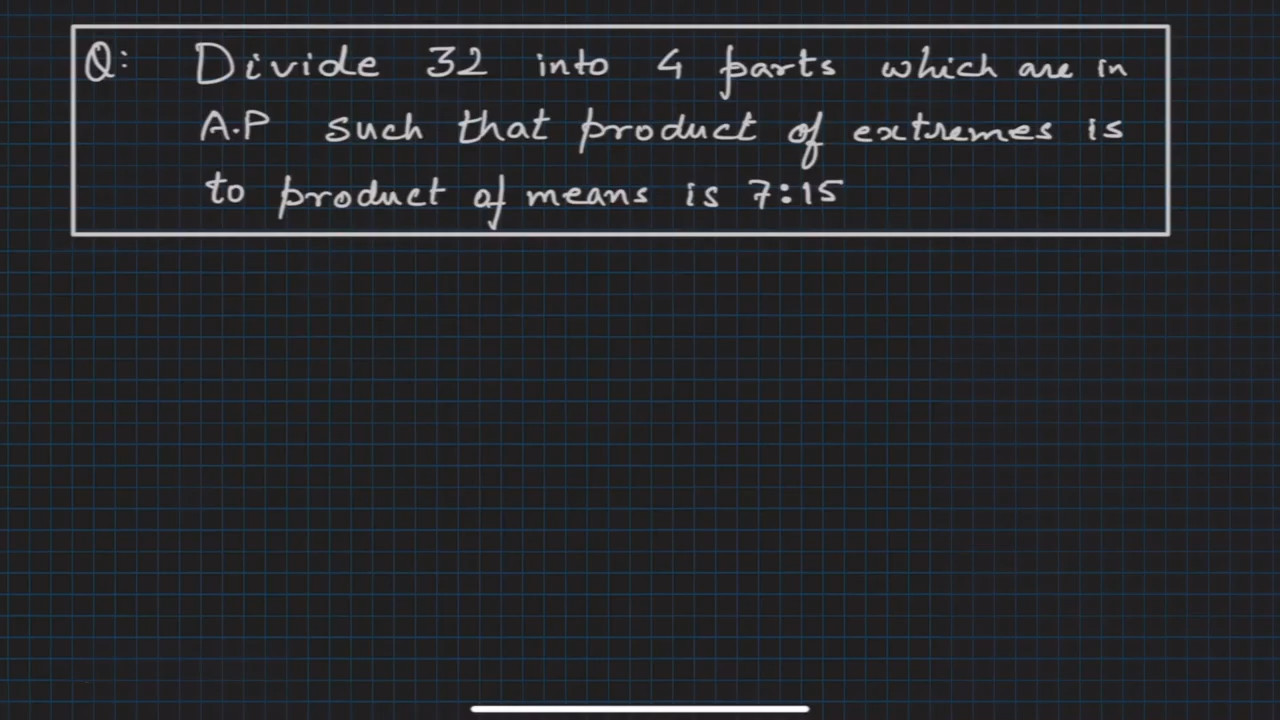 Q: Divide 32 into 4 parts which are in
A.P such that product of extremes is
to product of means is 7:15